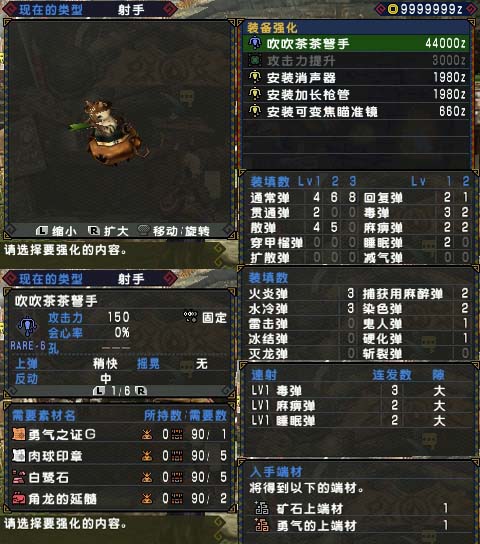 现在的类型 射手
9999999z
装备强化
吹吹茶茶弩手 44000z
攻击力提升 3000z
安装消声器 1980z
安装加长枪管 1980z
安装可变焦瞄准镜 660z
L 缩小 R 扩大 移动/旋转
请选择要强化的内容。
装填数 Lv1 2 3 Lv 1 2
通常弹 4 6 8 回复弹 2 1
贯通弹 2 0 0 毒弹 3 2
散弹 4 5 0 麻痹弹 2 2
穿甲榴弹 0 0 0 睡眠弹 2 0
扩散弹 0 0 0 减气弹 0 0
现在的类型 射手
吹吹茶茶弩手
攻击力 150 固定
会心率 0%
RARE-6 孔 ---
上弹 稍快 摇晃 无
反动 中
L 1/6 R
装填数
火炎弹 3 捕获用麻醉弹 2
水冷弹 3 染色弹 2
雷击弹 0 鬼人弹 1
冰结弹 0 硬化弹 1
灭龙弹 0 斩裂弹 0
连射 连发数 隙
LV1 毒弹 3 大
LV1 麻痹弹 2 大
LV1 睡眠弹 2 大
需要素材名 所持数/需要数
勇气之证G 0 90/ 1
肉球印章 0 90/ 5
白鹭石 0 90/ 5
角龙的延髓 0 90/ 2
请选择要强化的内容。
入手端材
将得到以下的端材。
矿石上端材 1
勇气的上端材 1